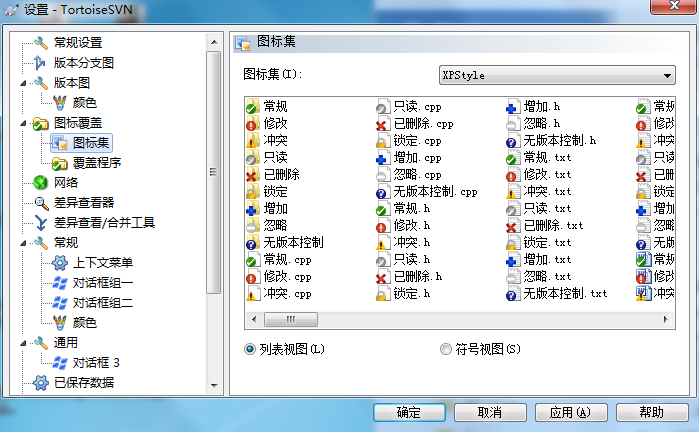 设置 - TortoiseSVN
常规设置
版本分支图
版本图
颜色
图标覆盖
图标集
覆盖程序
网络
差异查看器
差异查看/合并工具
常规
上下文菜单
对话框组一
对话框组二
颜色
通用
对话框 3
已保存数据
图标集
图标集(I):
XPStyle
常规
修改
冲突
只读
已删除
锁定
增加
忽略
无版本控制
常规.cpp
修改.cpp
冲突.cpp
只读.cpp
已删除.cpp
锁定.cpp
增加.cpp
忽略.cpp
无版本控制.cpp
常规.h
修改.h
冲突.h
只读.h
已删除.h
锁定.h
增加.h
忽略.h
无版本控制.h
常规.txt
修改.txt
冲突.txt
只读.txt
已删除.txt
锁定.txt
增加.txt
忽略.txt
无版本控制.txt
常规
修改
冲突
只读
已删
锁定
增加
忽略
无版
常规
修改
冲突
列表视图(L)
符号视图(S)
确定
取消
应用(A)
帮助